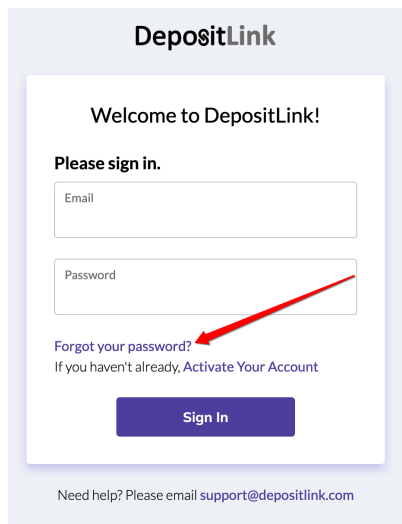 DepositLink
Welcome to DepositLink!
Please sign in.
Email
Password
Forgot your password?
If you haven't already, Activate Your Account
Sign In
Need help? Please email support@depositlink.com